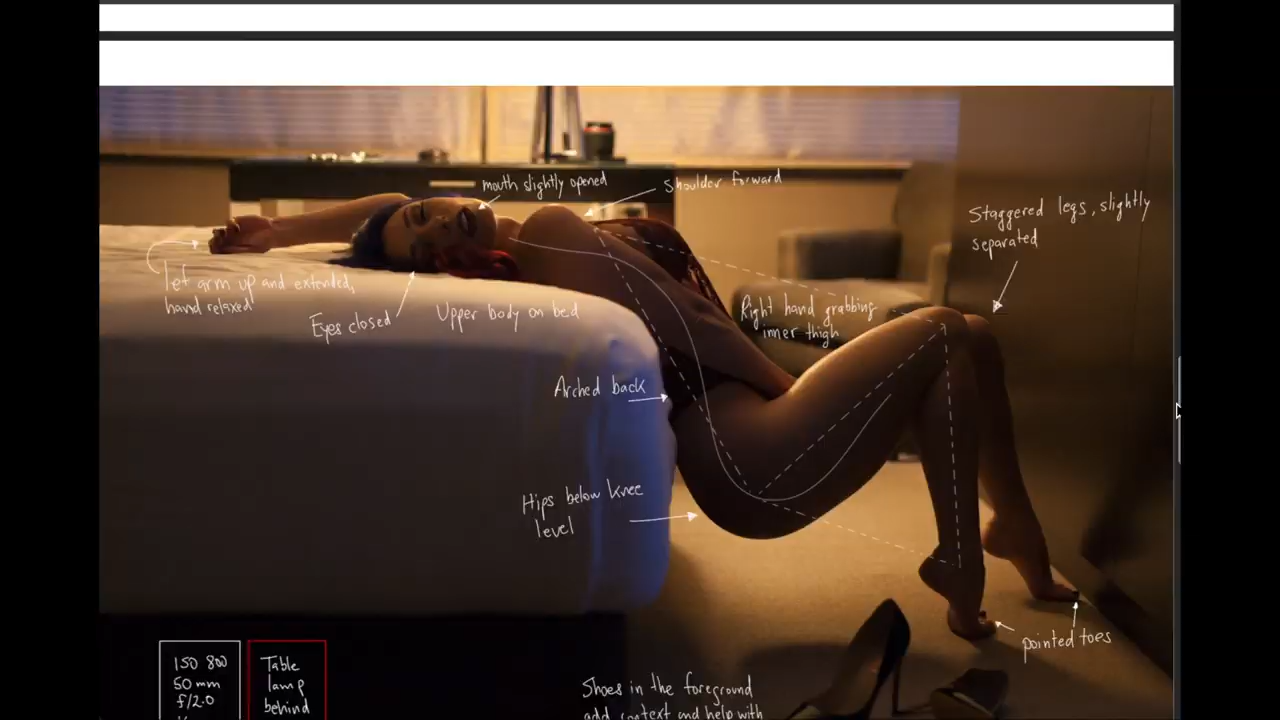 mouth slightly opened
Shoulder forward
Staggered legs, slightly
separated
left arm up and extended,
hand relaxed
Eyes closed
Upper body on bed
Right hand grabbing
inner thigh
Arched back
Hips below knee
level
pointed toes
ISO 800
50 mm
f/2.0
Table
lamp
behind
Shoes in the foreground
add context and help with